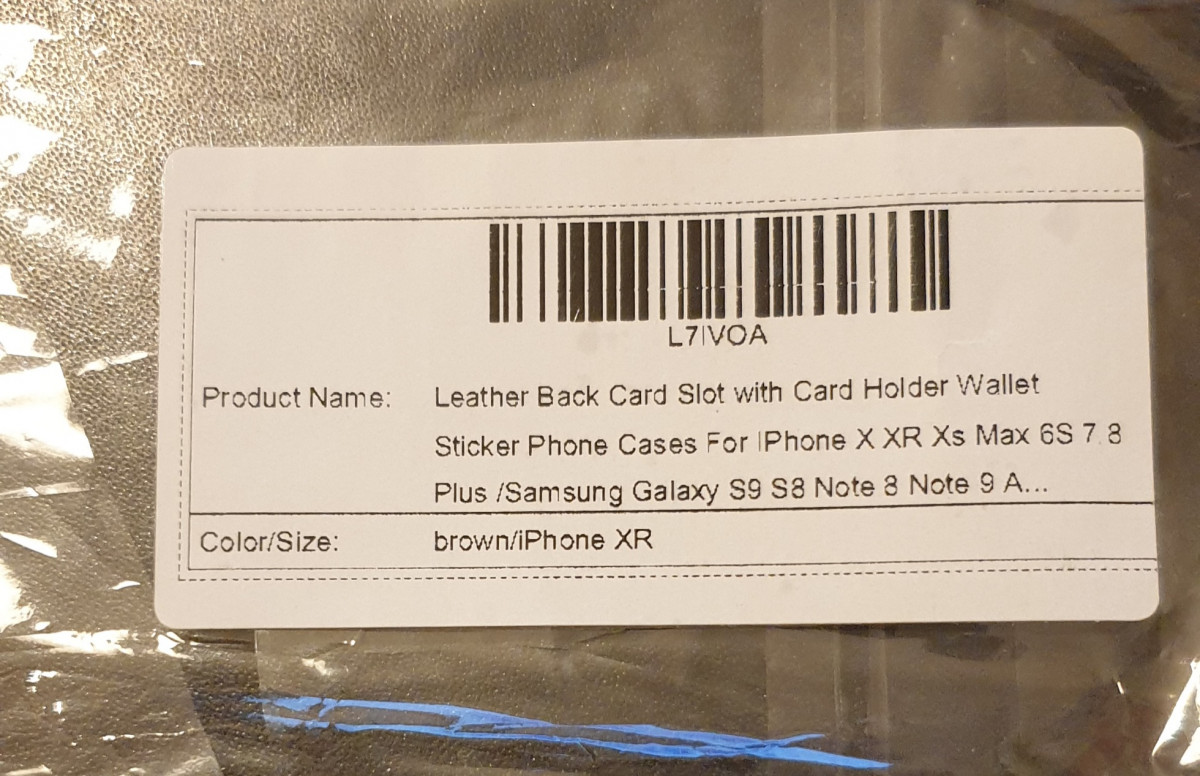 L7IVOA
Product Name: Leather Back Card Slot with Card Holder Wallet
Sticker Phone Cases For IPhone X XR Xs Max 6S 7 8
Plus /Samsung Galaxy S9 S8 Note 8 Note 9 A...
Color/Size: brown/iPhone XR